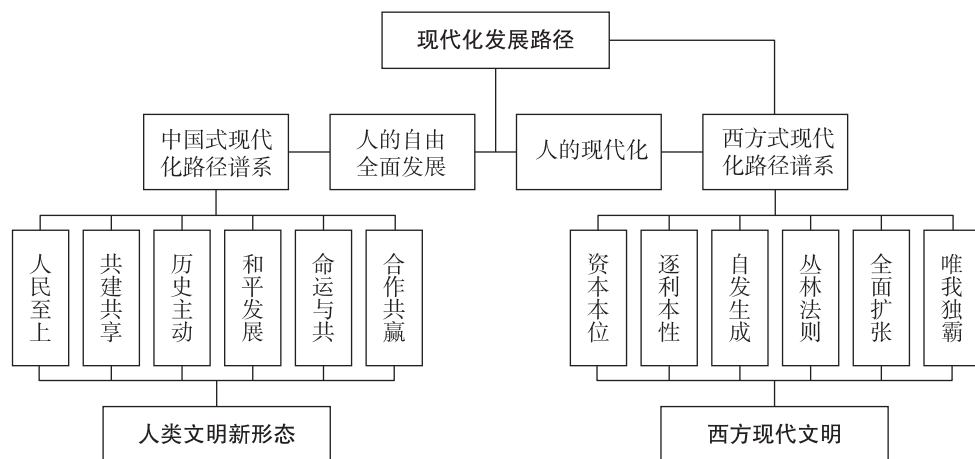 现代化发展路径
中国式现代
化路径谱系
人的自由
全面发展
人的现代化
西方式现代
化路径谱系
人民至上
共建共享
历史主动
和平发展
命运与共
合作共赢
资本本位
逐利本性
自发生成
丛林法则
全面扩张
唯我独霸
人类文明新形态
西方现代文明